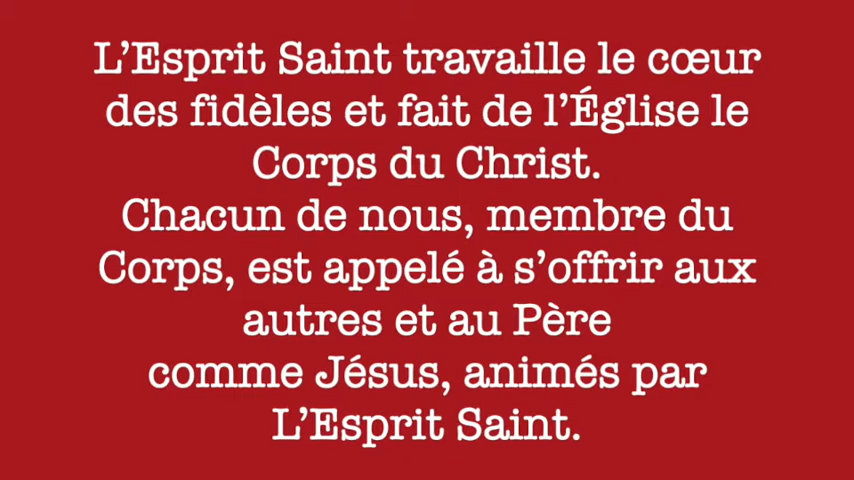 L’Esprit Saint travaille le cœur
des fidèles et fait de l’Église le
Corps du Christ.
Chacun de nous, membre du
Corps, est appelé à s’offrir aux
autres et au Père
comme Jésus, animés par
L’Esprit Saint.